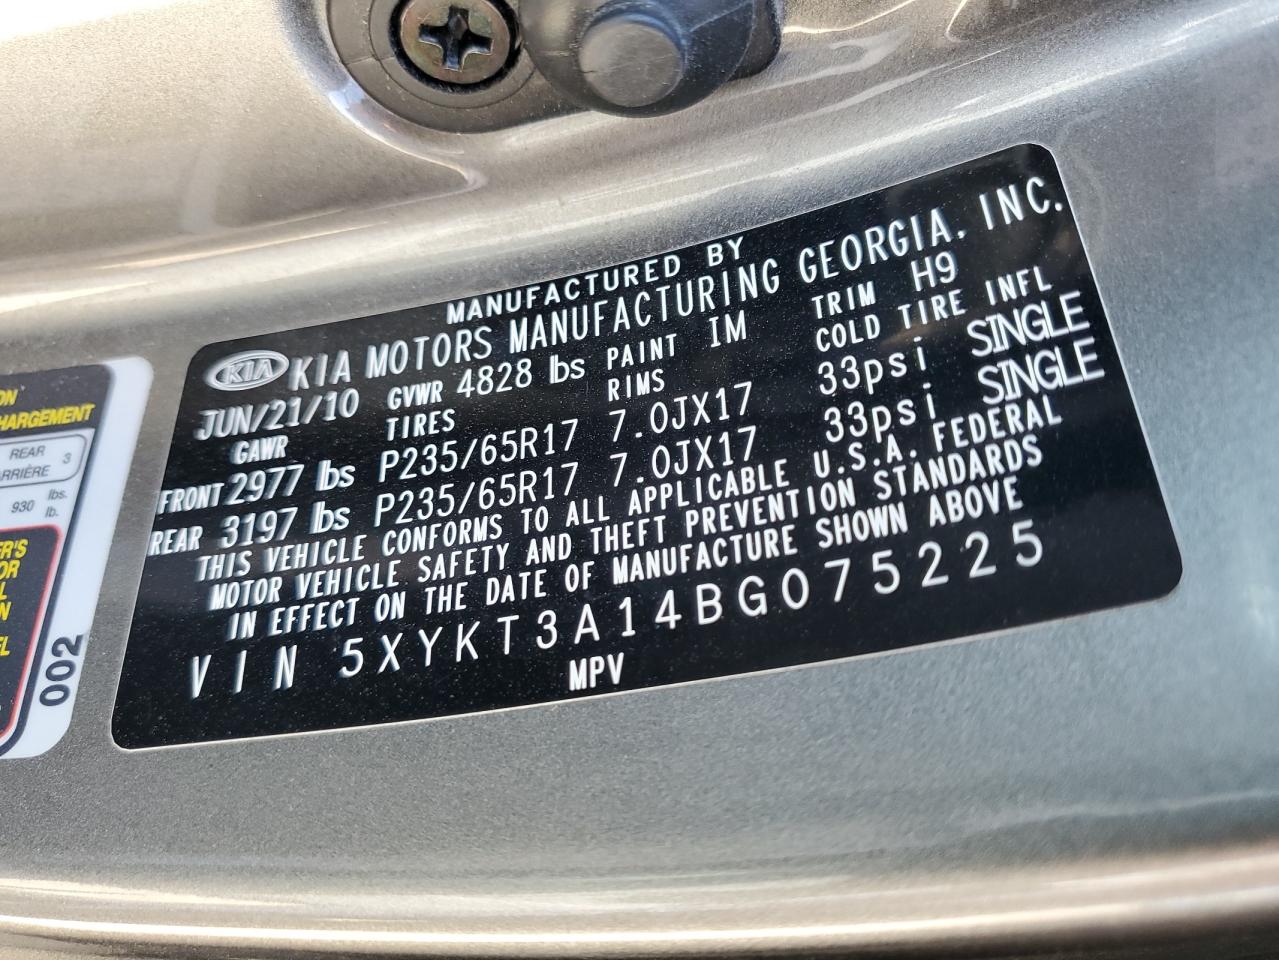 MANUFACTURED BY
KIA KIA MOTORS MANUFACTURING GEORGIA, INC.
JUN/21/10 GVWR 4828 lbs PAINT IM TRIM H9
GAWR TIRES RIMS COLD TIRE INFL
FRONT 2977 lbs P235/65R17 7.0JX17 33psi SINGLE
REAR 3197 lbs P235/65R17 7.0JX17 33psi SINGLE
THIS VEHICLE CONFORMS TO ALL APPLICABLE U.S.A. FEDERAL
MOTOR VEHICLE SAFETY AND THEFT PREVENTION STANDARDS
IN EFFECT ON THE DATE OF MANUFACTURE SHOWN ABOVE
VIN 5XYKT3A14BG075225
MPV
REAR
3
930 lbs.
lb.
002